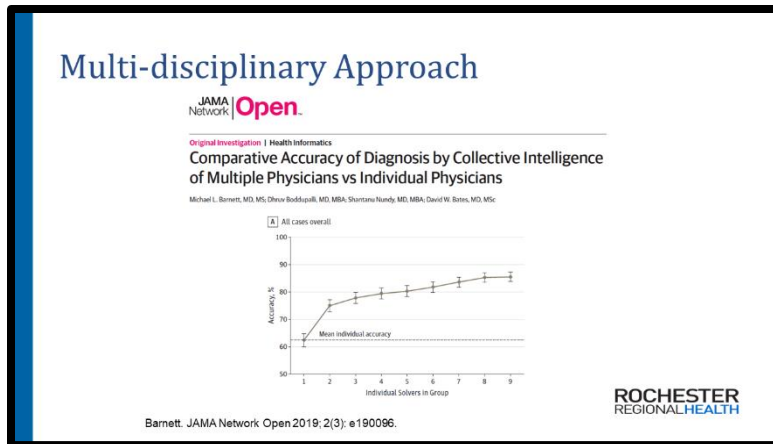 Multi-disciplinary Approach
JAMA Network | Open™
Original Investigation | Health Informatics
Comparative Accuracy of Diagnosis by Collective Intelligence
of Multiple Physicians vs Individual Physicians
Michael L. Barnett, MD, MS; Dhruv Boddupalli, MD, MBA; Shantanu Nundy, MD, MBA; David W. Bates, MD, MSc
A All cases overall
100
90
80
70
60
50
Accuracy, %
Mean individual accuracy
1 2 3 4 5 6 7 8 9
Individual Solvers in Group
ROCHESTER
REGIONALHEALTH
Barnett. JAMA Network Open 2019; 2(3): e190096.